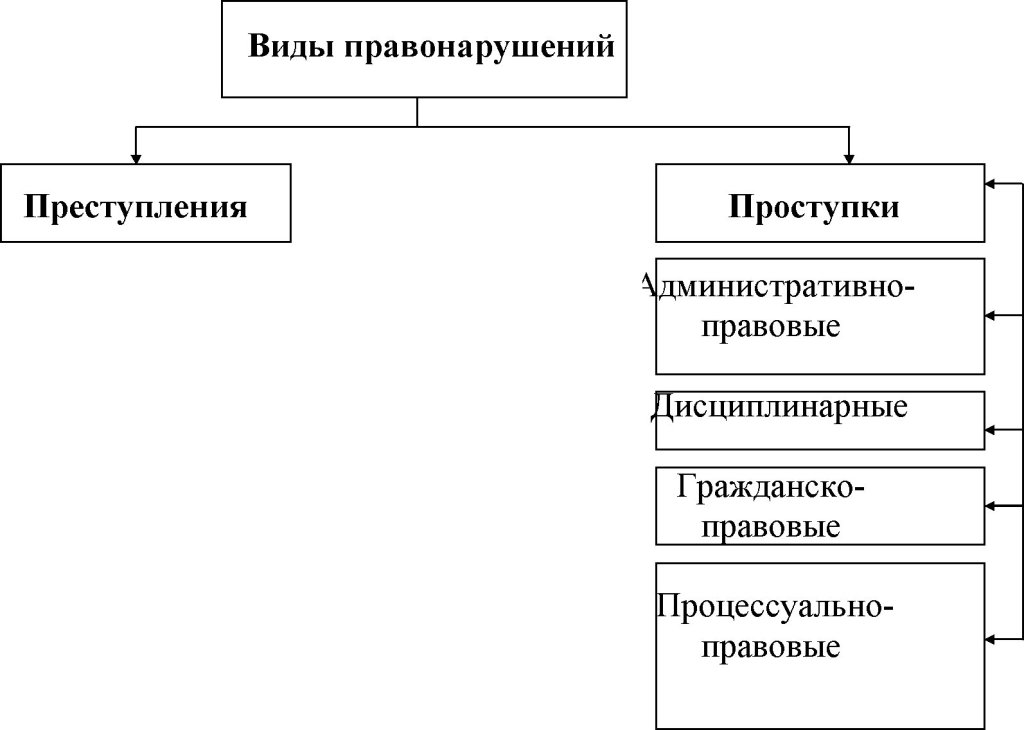 Виды правонарушений
Преступления
Проступки
Административно-
правовые
Дисциплинарные
Гражданско-
правовые
Процессуально-
правовые